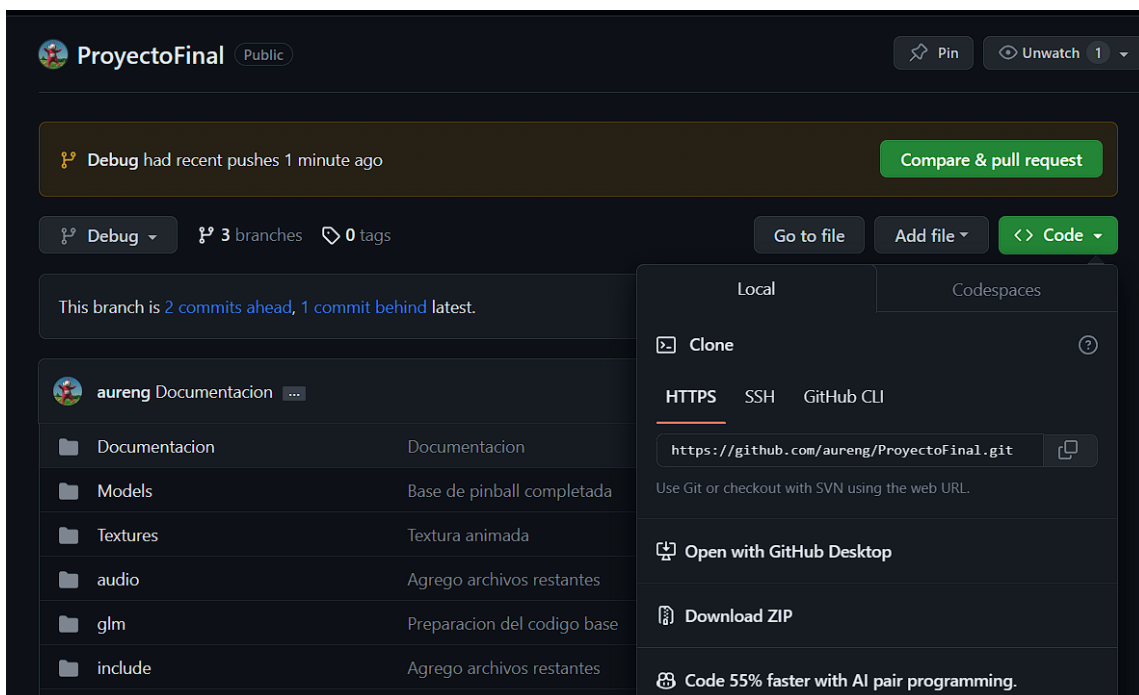 ProyectoFinal Public Pin Unwatch 1
Debug had recent pushes 1 minute ago Compare & pull request
Debug 3 branches 0 tags Go to file Add file <> Code
Local Codespaces
This branch is 2 commits ahead, 1 commit behind latest.
Clone
aureng Documentacion ...
HTTPS SSH GitHub CLI
Documentacion Documentacion
https://github.com/aureng/ProyectoFinal.git
Models Base de pinball completada
Use Git or checkout with SVN using the web URL.
Textures Textura animada
Open with GitHub Desktop
audio Agrego archivos restantes
glm Preparacion del codigo base
Download ZIP
include Agrego archivos restantes
Code 55% faster with AI pair programming.